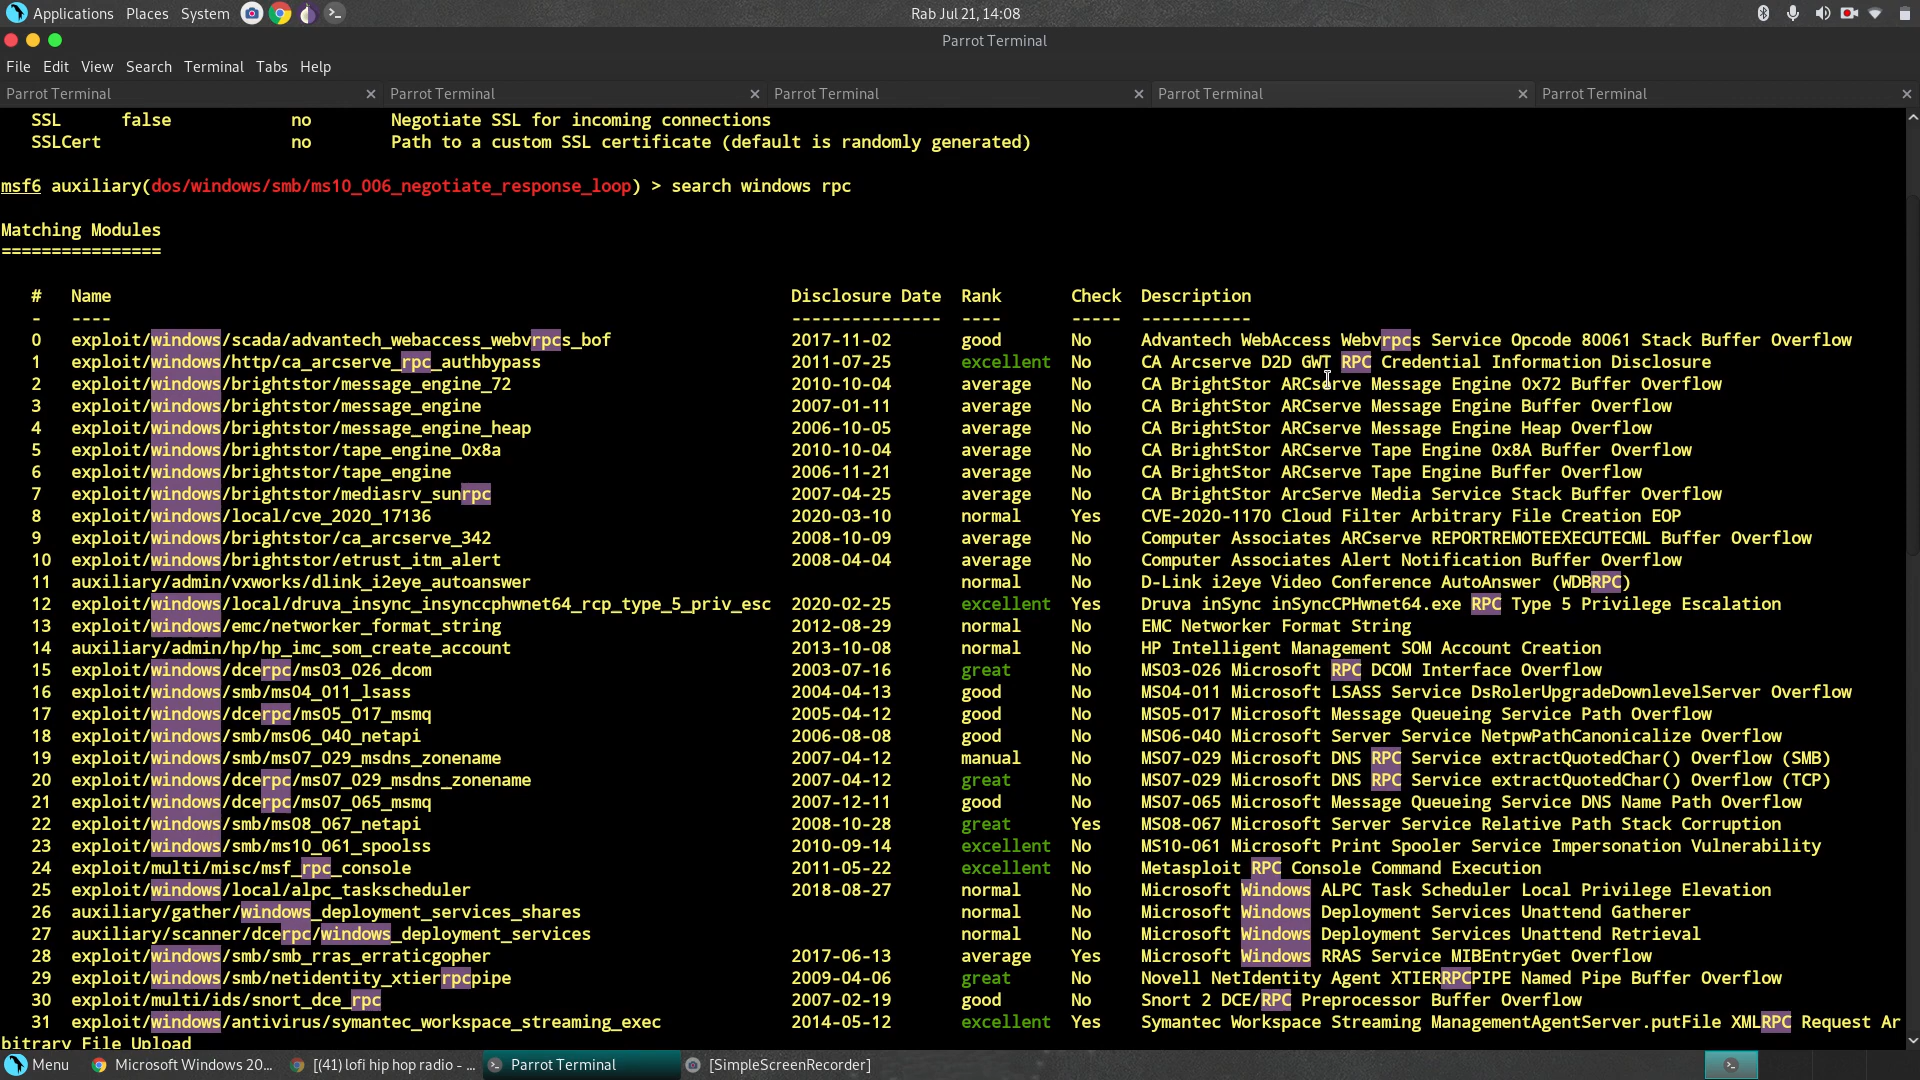 Applications Places System
Rab Jul 21, 14:08
Parrot Terminal
File Edit View Search Terminal Tabs Help
Parrot Terminal × Parrot Terminal × Parrot Terminal × Parrot Terminal × Parrot Terminal ×
SSL false no Negotiate SSL for incoming connections
SSLCert no Path to a custom SSL certificate (default is randomly generated)
msf6 auxiliary(dos/windows/smb/ms10_006_negotiate_response_loop) > search windows rpc
Matching Modules
================
# Name Disclosure Date Rank Check Description
- ---- --------------- ---- ----- -----------
0 exploit/windows/scada/advantech_webaccess_webvrpcs_bof 2017-11-02 good No Advantech WebAccess Webvrpcs Service Opcode 80061 Stack Buffer Overflow
1 exploit/windows/http/ca_arcserve_rpc_authbypass 2011-07-25 excellent No CA Arcserve D2D GWT RPC Credential Information Disclosure
2 exploit/windows/brightstor/message_engine_72 2010-10-04 average No CA BrightStor ARCserve Message Engine 0x72 Buffer Overflow
3 exploit/windows/brightstor/message_engine 2007-01-11 average No CA BrightStor ARCserve Message Engine Buffer Overflow
4 exploit/windows/brightstor/message_engine_heap 2006-10-05 average No CA BrightStor ARCserve Message Engine Heap Overflow
5 exploit/windows/brightstor/tape_engine_0x8a 2010-10-04 average No CA BrightStor ARCserve Tape Engine 0x8A Buffer Overflow
6 exploit/windows/brightstor/tape_engine 2006-11-21 average No CA BrightStor ARCserve Tape Engine Buffer Overflow
7 exploit/windows/brightstor/mediasrv_sunrpc 2007-04-25 average No CA BrightStor ArcServe Media Service Stack Buffer Overflow
8 exploit/windows/local/cve_2020_17136 2020-03-10 normal Yes CVE-2020-1170 Cloud Filter Arbitrary File Creation EOP
9 exploit/windows/brightstor/ca_arcserve_342 2008-10-09 average No Computer Associates ARCserve REPORTREMOTEEXECUTECML Buffer Overflow
10 exploit/windows/brightstor/etrust_itm_alert 2008-04-04 average No Computer Associates Alert Notification Buffer Overflow
11 auxiliary/admin/vxworks/dlink_i2eye_autoanswer normal No D-Link i2eye Video Conference AutoAnswer (WDBRPC)
12 exploit/windows/local/druva_insync_insynccphwnet64_rcp_type_5_priv_esc 2020-02-25 excellent Yes Druva inSync inSyncCPHwnet64.exe RPC Type 5 Privilege Escalation
13 exploit/windows/emc/networker_format_string 2012-08-29 normal No EMC Networker Format String
14 auxiliary/admin/hp/hp_imc_som_create_account 2013-10-08 normal No HP Intelligent Management SOM Account Creation
15 exploit/windows/dcerpc/ms03_026_dcom 2003-07-16 great No MS03-026 Microsoft RPC DCOM Interface Overflow
16 exploit/windows/smb/ms04_011_lsass 2004-04-13 good No MS04-011 Microsoft LSASS Service DsRolerUpgradeDownlevelServer Overflow
17 exploit/windows/dcerpc/ms05_017_msmq 2005-04-12 good No MS05-017 Microsoft Message Queueing Service Path Overflow
18 exploit/windows/smb/ms06_040_netapi 2006-08-08 good No MS06-040 Microsoft Server Service NetpwPathCanonicalize Overflow
19 exploit/windows/smb/ms07_029_msdns_zonename 2007-04-12 manual No MS07-029 Microsoft DNS RPC Service extractQuotedChar() Overflow (SMB)
20 exploit/windows/dcerpc/ms07_029_msdns_zonename 2007-04-12 great No MS07-029 Microsoft DNS RPC Service extractQuotedChar() Overflow (TCP)
21 exploit/windows/dcerpc/ms07_065_msmq 2007-12-11 good No MS07-065 Microsoft Message Queueing Service DNS Name Path Overflow
22 exploit/windows/smb/ms08_067_netapi 2008-10-28 great Yes MS08-067 Microsoft Server Service Relative Path Stack Corruption
23 exploit/windows/smb/ms10_061_spoolss 2010-09-14 excellent No MS10-061 Microsoft Print Spooler Service Impersonation Vulnerability
24 exploit/multi/misc/msf_rpc_console 2011-05-22 excellent No Metasploit RPC Console Command Execution
25 exploit/windows/local/alpc_taskscheduler 2018-08-27 normal No Microsoft Windows ALPC Task Scheduler Local Privilege Elevation
26 auxiliary/gather/windows_deployment_services_shares normal No Microsoft Windows Deployment Services Unattend Gatherer
27 auxiliary/scanner/dcerpc/windows_deployment_services normal No Microsoft Windows Deployment Services Unattend Retrieval
28 exploit/windows/smb/smb_rras_erraticgopher 2017-06-13 average Yes Microsoft Windows RRAS Service MIBEntryGet Overflow
29 exploit/windows/smb/netidentity_xtierrpcpipe 2009-04-06 great No Novell NetIdentity Agent XTIERRPCPIPE Named Pipe Buffer Overflow
30 exploit/multi/ids/snort_dce_rpc 2007-02-19 good No Snort 2 DCE/RPC Preprocessor Buffer Overflow
31 exploit/windows/antivirus/symantec_workspace_streaming_exec 2014-05-12 excellent Yes Symantec Workspace Streaming ManagementAgentServer.putFile XMLRPC Request Ar
bitrary File Upload
Menu Microsoft Windows 20... [(41) lofi hip hop radio - ... Parrot Terminal [SimpleScreenRecorder]